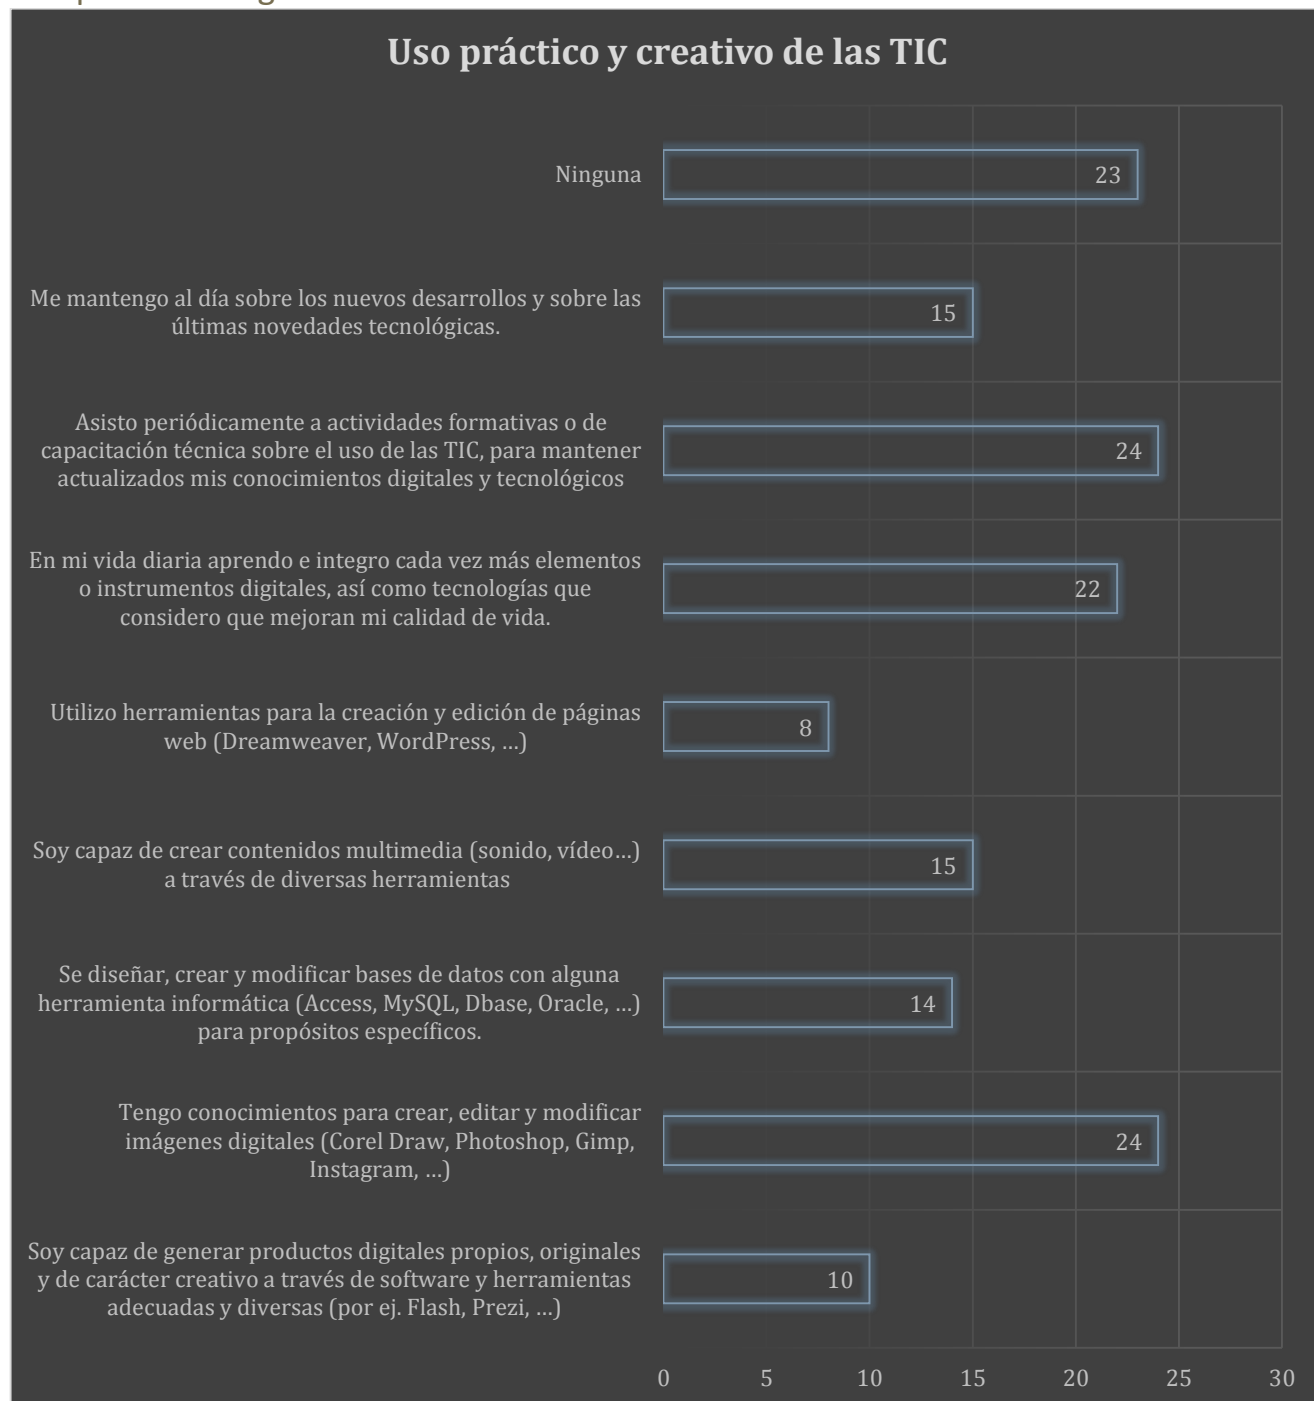 Uso práctico y creativo de las TIC
Ninguna
23
Me mantengo al día sobre los nuevos desarrollos y sobre las
últimas novedades tecnológicas.
15
Asisto periódicamente a actividades formativas o de
capacitación técnica sobre el uso de las TIC, para mantener
actualizados mis conocimientos digitales y tecnológicos
24
En mi vida diaria aprendo e integro cada vez más elementos
o instrumentos digitales, así como tecnologías que
considero que mejoran mi calidad de vida.
22
Utilizo herramientas para la creación y edición de páginas
web (Dreamweaver, WordPress, ...)
8
Soy capaz de crear contenidos multimedia (sonido, vídeo...)
a través de diversas herramientas
15
Se diseñar, crear y modificar bases de datos con alguna
herramienta informática (Access, MySQL, Dbase, Oracle, ...)
para propósitos específicos.
14
Tengo conocimientos para crear, editar y modificar
imágenes digitales (Corel Draw, Photoshop, Gimp,
Instagram, ...)
24
Soy capaz de generar productos digitales propios, originales
y de carácter creativo a través de software y herramientas
adecuadas y diversas (por ej. Flash, Prezi, ...)
10
0 5 10 15 20 25 30